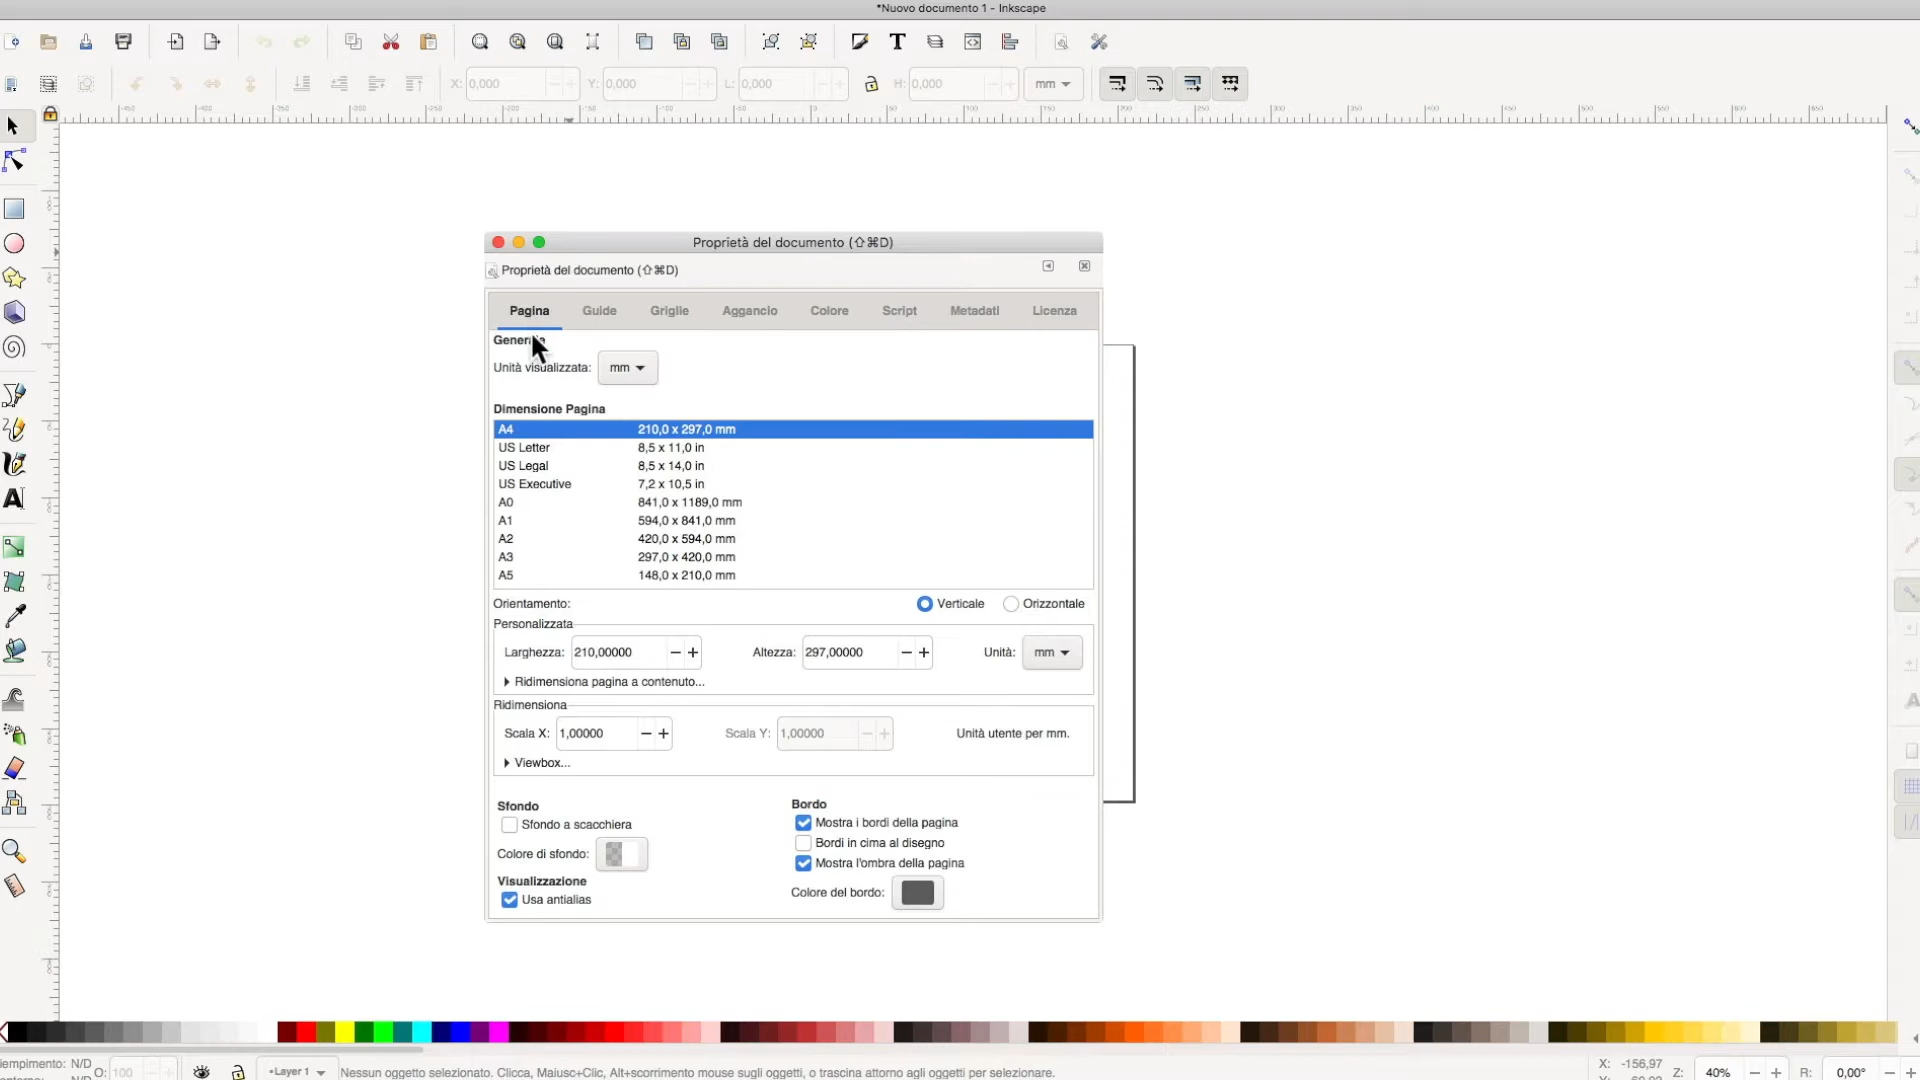 *Nuovo documento 1 - Inkscape
X: 0,000 Y: 0,000 L: 0,000 H: 0,000 mm
Proprietà del documento (⇧⌘D)
Proprietà del documento (⇧⌘D)
Pagina Guide Griglie Aggancio Colore Script Metadati Licenza
Generale
Unità visualizzata: mm
Dimensione Pagina
A4 210,0 x 297,0 mm
US Letter 8,5 x 11,0 in
US Legal 8,5 x 14,0 in
US Executive 7,2 x 10,5 in
A0 841,0 x 1189,0 mm
A1 594,0 x 841,0 mm
A2 420,0 x 594,0 mm
A3 297,0 x 420,0 mm
A5 148,0 x 210,0 mm
Orientamento: Verticale Orizzontale
Personalizzata
Larghezza: 210,00000 Altezza: 297,00000 Unità: mm
Ridimensiona pagina a contenuto...
Ridimensiona
Scala X: 1,00000 Scala Y: 1,00000 Unità utente per mm.
Viewbox...
Sfondo
Sfondo a scacchiera
Colore di sfondo:
Visualizzazione
Usa antialias
Bordo
Mostra i bordi della pagina
Bordi in cima al disegno
Mostra l'ombra della pagina
Colore del bordo:
iempimento: N/D O: 100 •Layer 1 Nessun oggetto selezionato. Clicca, Maiusc+Clic, Alt+scorrimento mouse sugli oggetti, o trascina attorno agli oggetti per selezionare. X: -156,97 Z: 40% R: 0,00°